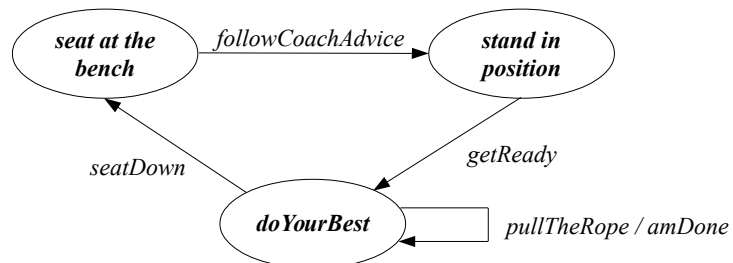 seat at the
bench
followCoachAdvice
stand in
position
seatDown
getReady
doYourBest
pullTheRope / amDone